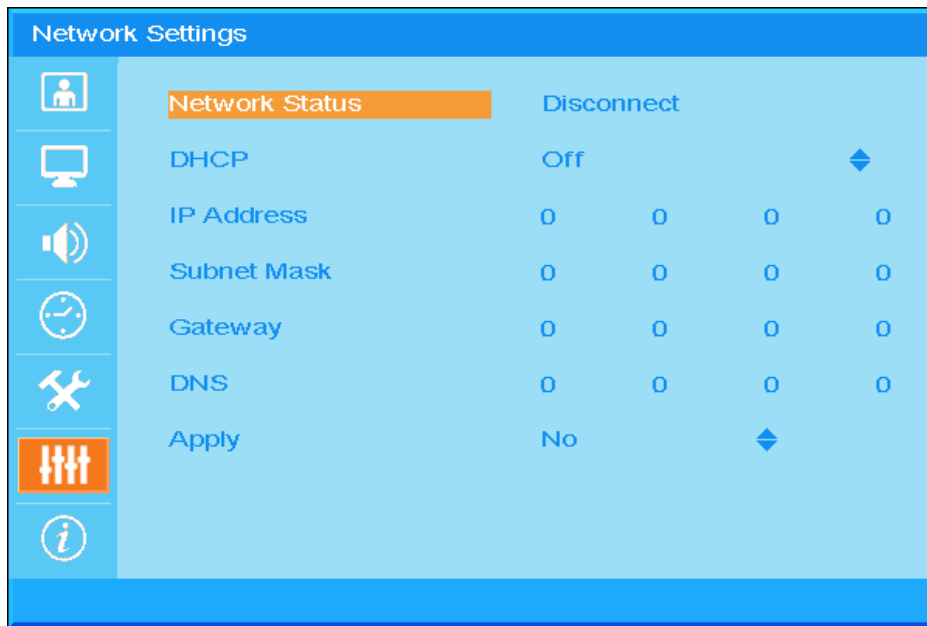 Network Settings
Network Status Disconnect
DHCP Off
IP Address 0 0 0 0
Subnet Mask 0 0 0 0
Gateway 0 0 0 0
DNS 0 0 0 0
Apply No
i